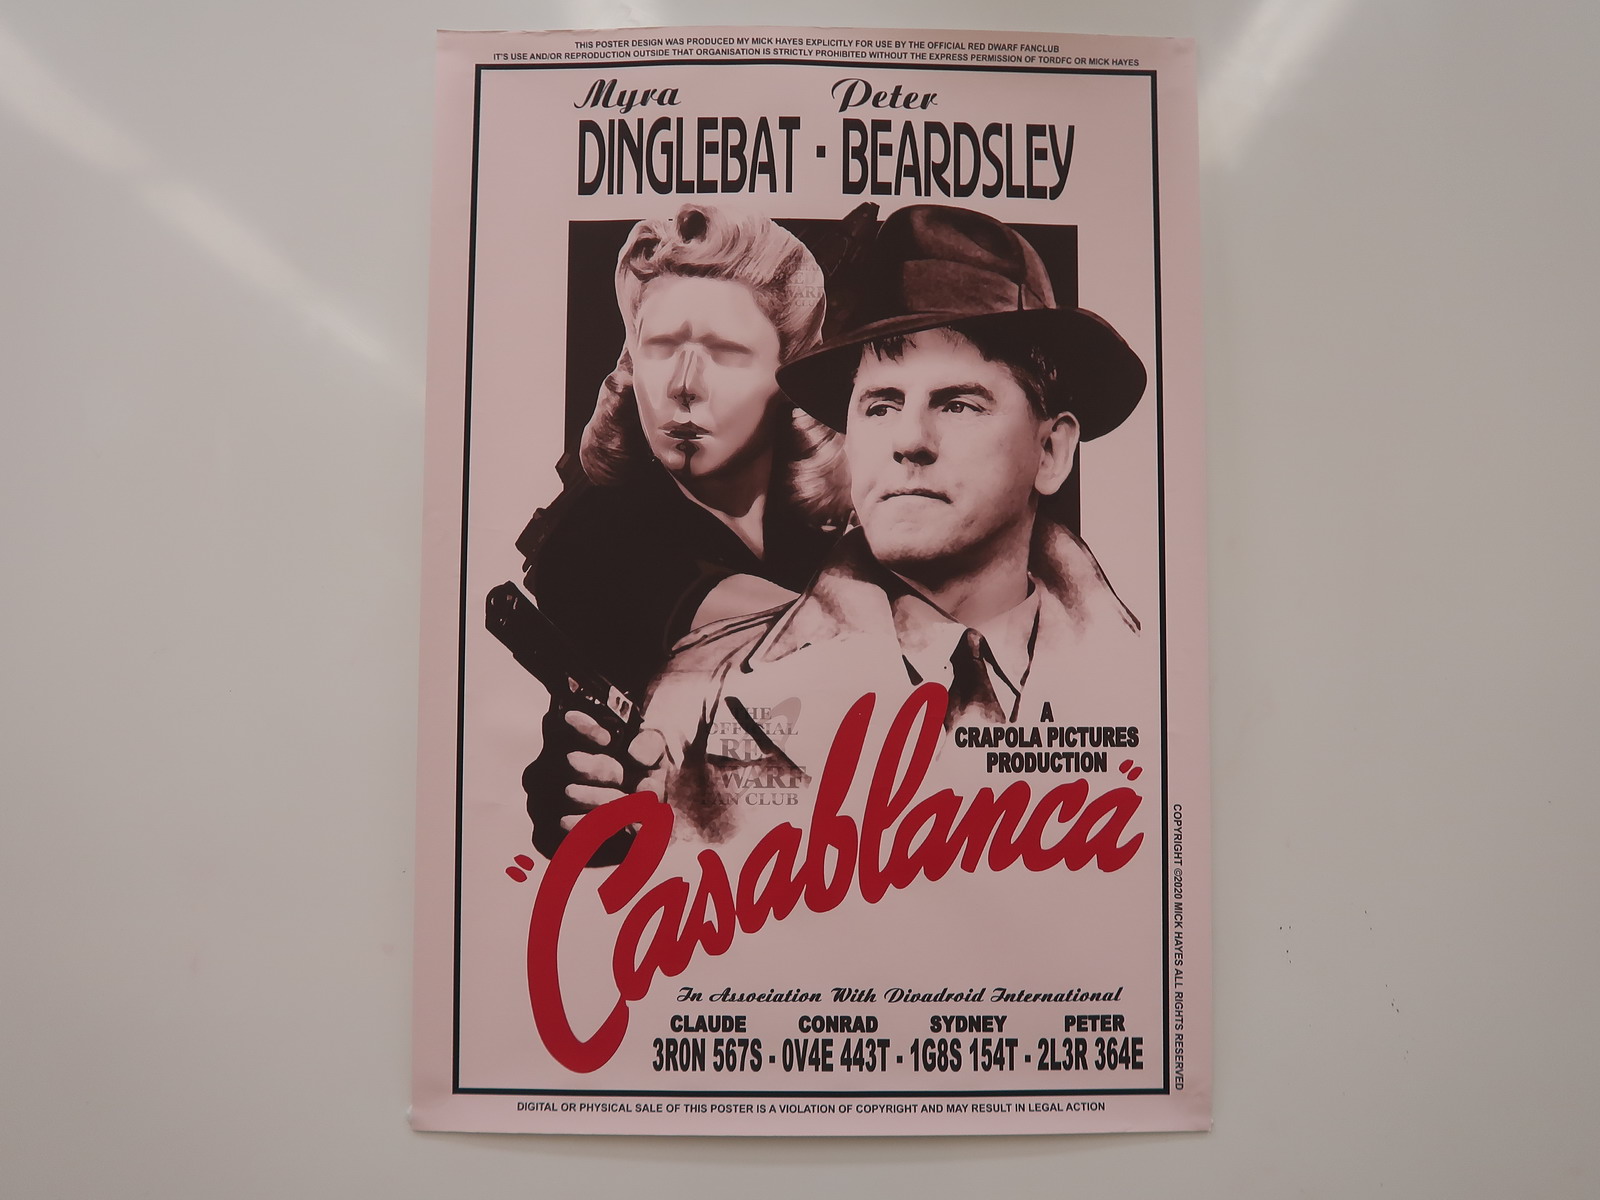 THIS POSTER DESIGN WAS PRODUCED MY MICK HAYES EXPLICITLY FOR USE BY THE OFFICIAL RED DWARF FANCLUB
IT'S USE AND/OR REPRODUCTION OUTSIDE THAT ORGANISATION IS STRICTLY PROHIBITED WITHOUT THE EXPRESS PERMISSION OF TORDFC OR MICK HAYES
Myra Peter
DINGLEBAT · BEARDSLEY
THE
OFFICIAL
RED
DWARF
FAN CLUB
A
CRAPOLA PICTURES
PRODUCTION
"Casablanca"
In Association With Divadroid International
CLAUDE CONRAD SYDNEY PETER
3RON 567S - 0V4E 443T - 1G8S 154T - 2L3R 364E
COPYRIGHT ©2020 MICK HAYES ALL RIGHTS RESERVED
DIGITAL OR PHYSICAL SALE OF THIS POSTER IS A VIOLATION OF COPYRIGHT AND MAY RESULT IN LEGAL ACTION